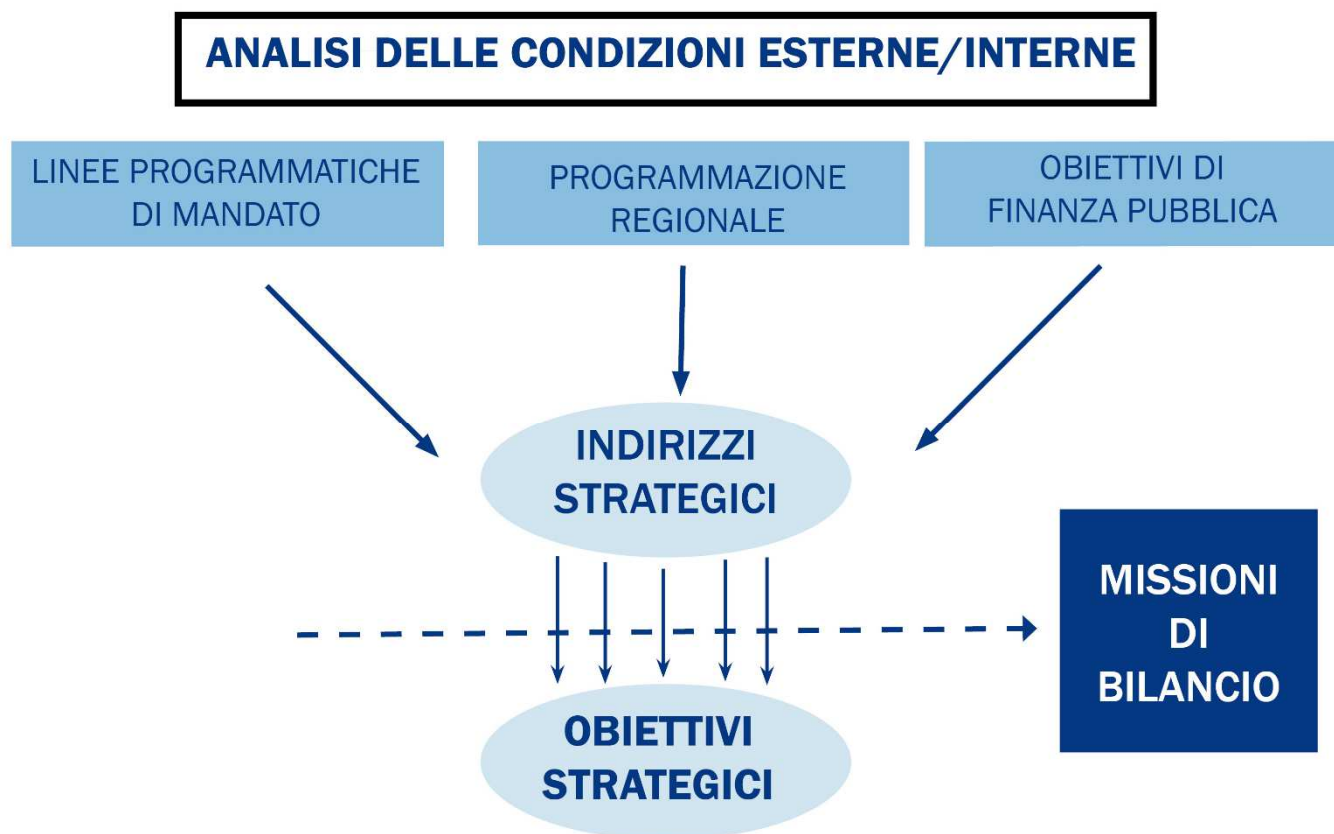 ANALISI DELLE CONDIZIONI ESTERNE/INTERNE
LINEE PROGRAMMATICHE
DI MANDATO
PROGRAMMAZIONE
REGIONALE
OBIETTIVI DI
FINANZA PUBBLICA
INDIRIZZI
STRATEGICI
MISSIONI
DI
BILANCIO
OBIETTIVI
STRATEGICI